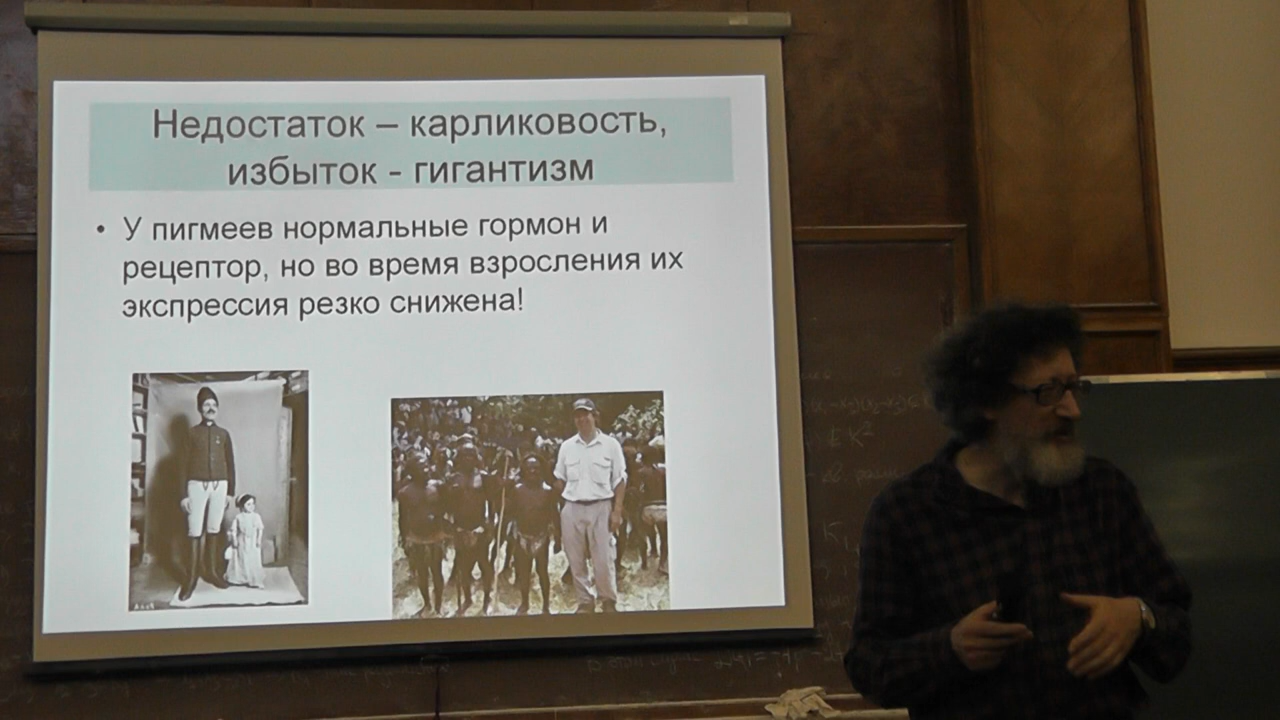 Недостаток – карликовость,
избыток - гигантизм
• У пигмеев нормальные гормон и
рецептор, но во время взросления их
экспрессия резко снижена!